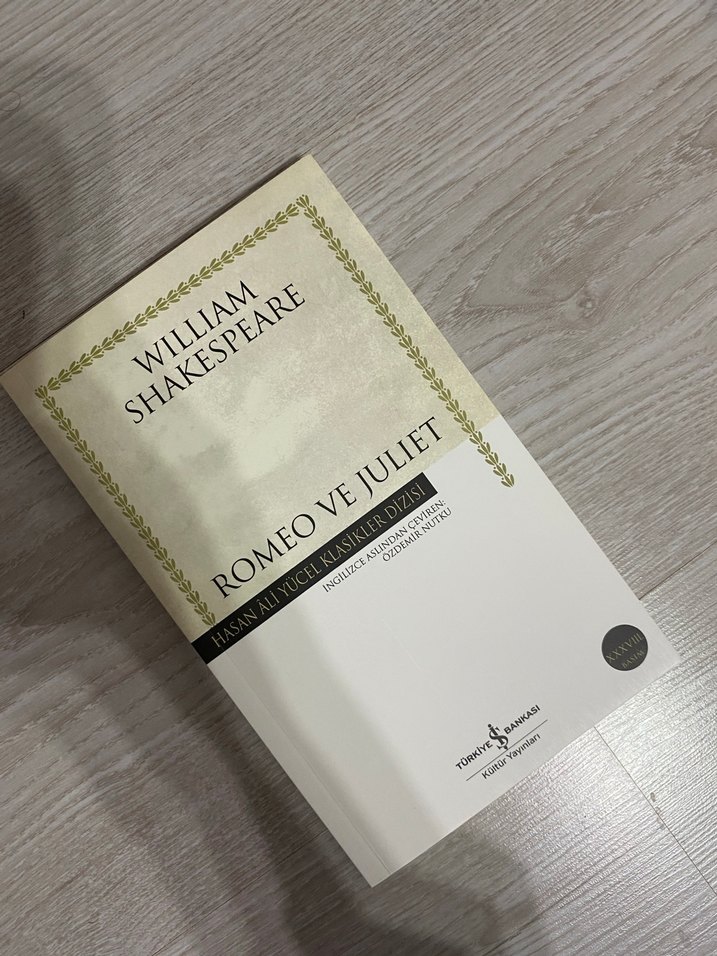 WILLIAM
SHAKESPEARE
ROMEO VE JULIET
HASAN ÂLİ YÜCEL KLASİKLER DİZİSİ
İNGİLİZCE ASLINDAN ÇEVİREN:
ÖZDEMİR NUTKU
XXXVIII
BASIM
TÜRKİYE İŞ BANKASI
Kültür Yayınları